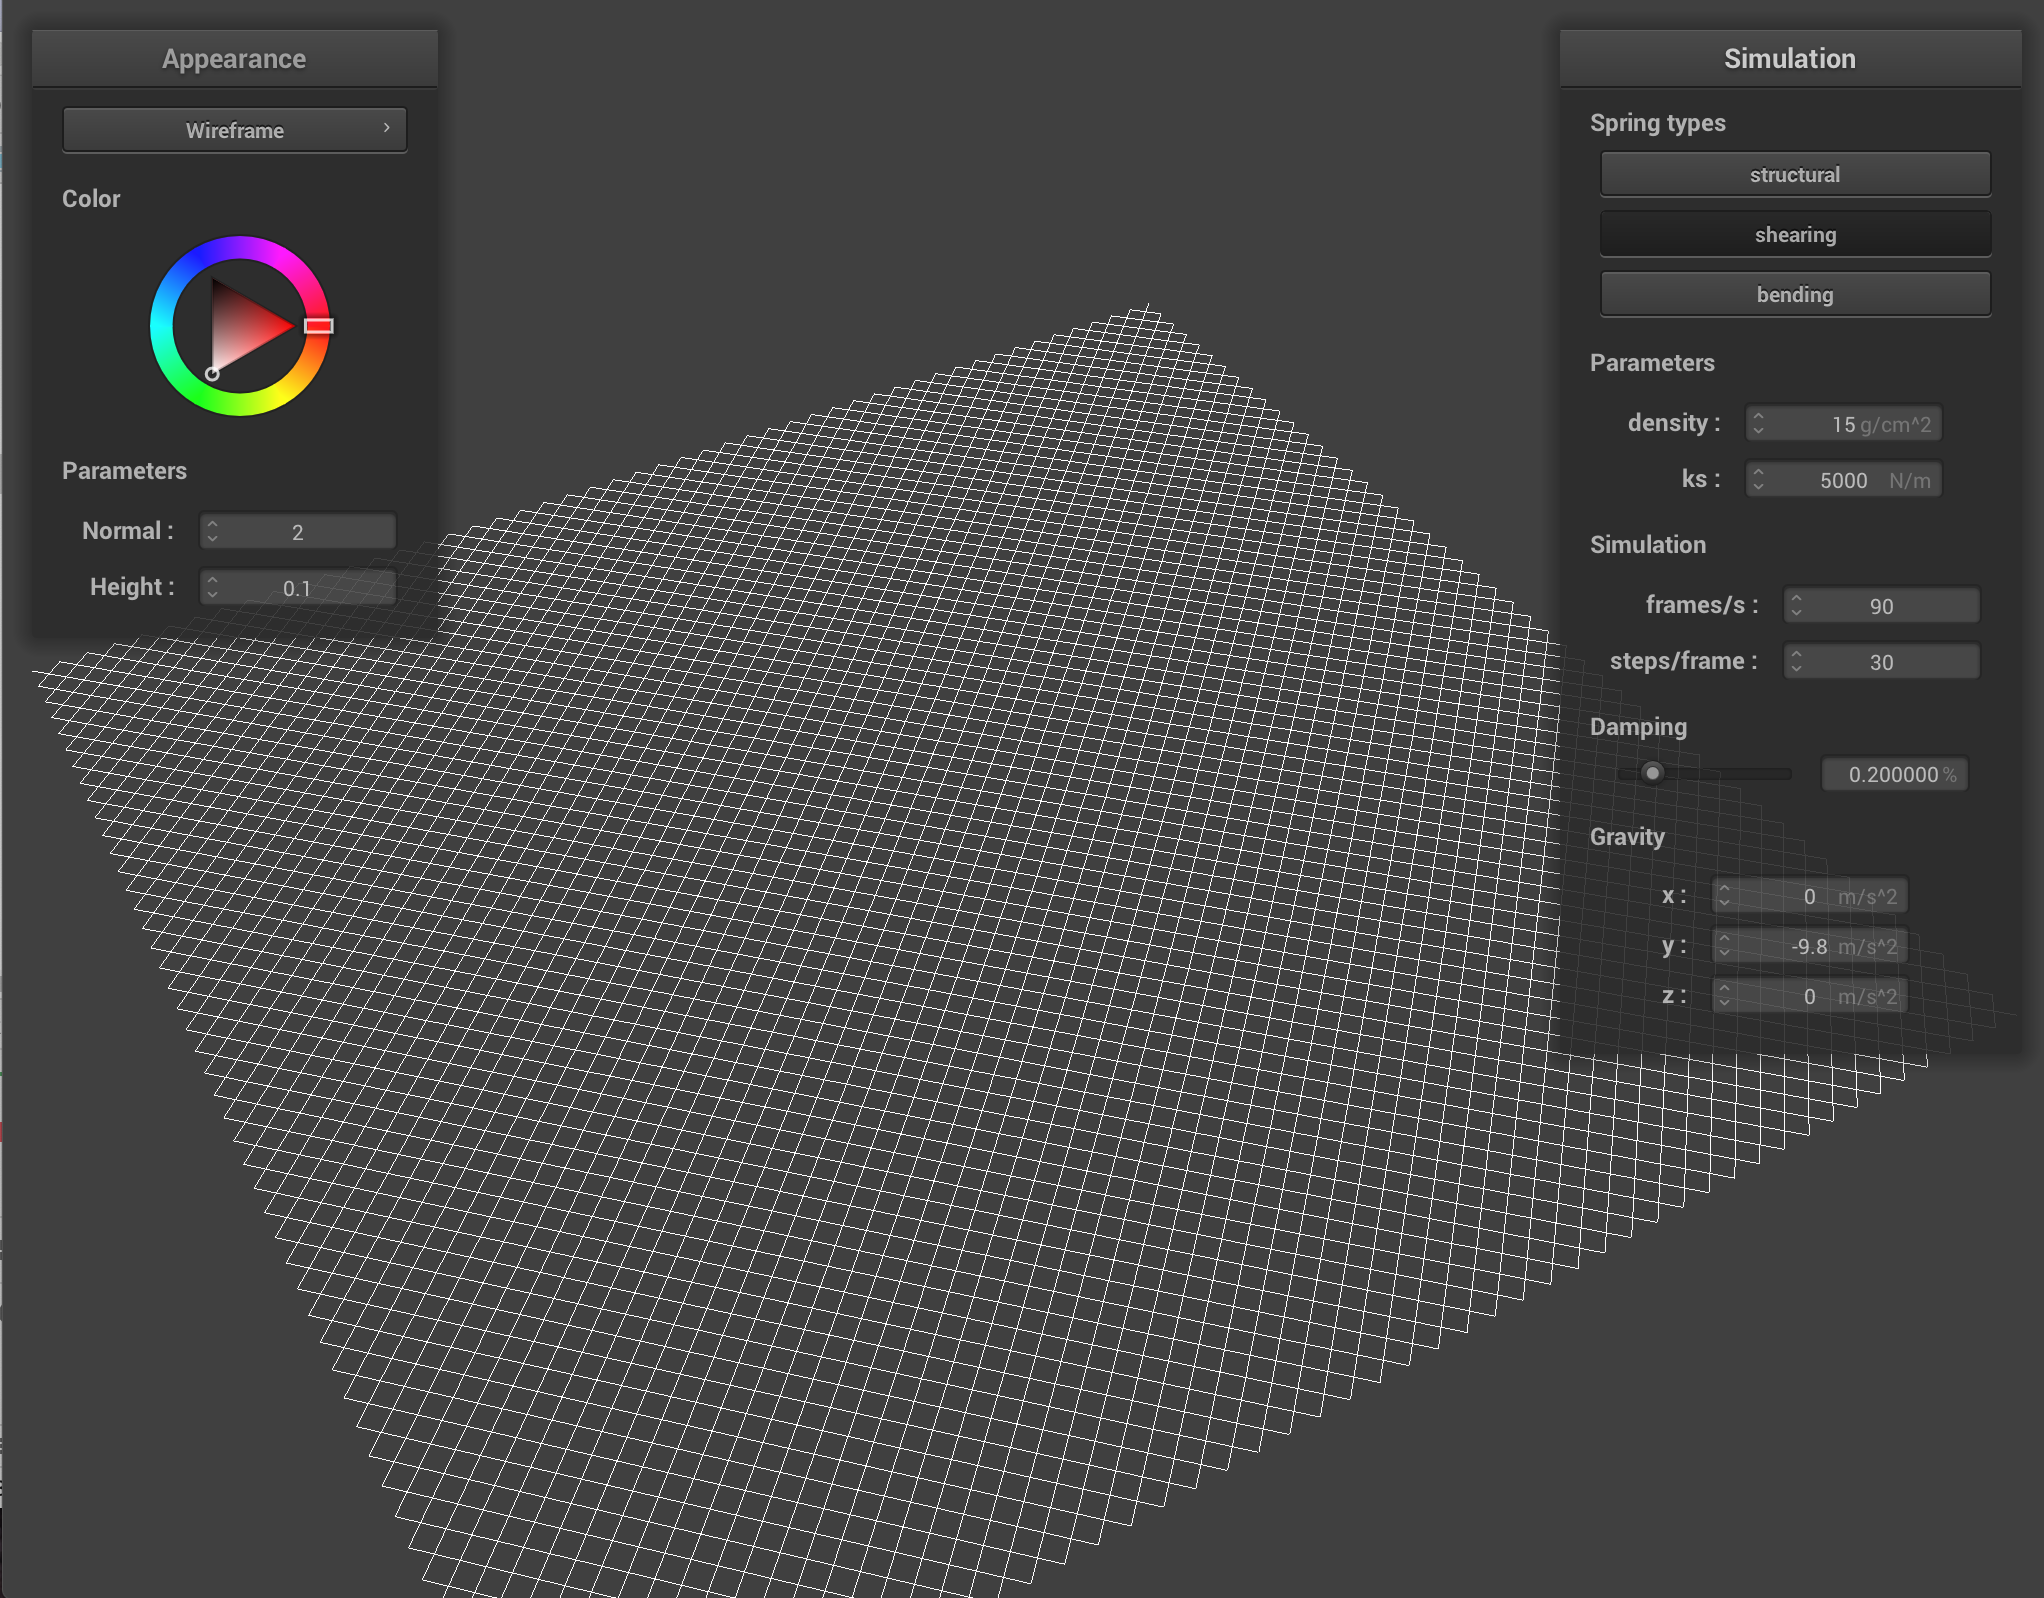 Appearance
Wireframe
Color
Parameters
Normal : 2
Height : 0.1
Simulation
Spring types
structural
shearing
bending
Parameters
density : 15 g/cm^2
ks : 5000 N/m
Simulation
frames/s : 90
steps/frame : 30
Damping
0.200000 %
Gravity
x : 0 m/s^2
y : -9.8 m/s^2
z : 0 m/s^2